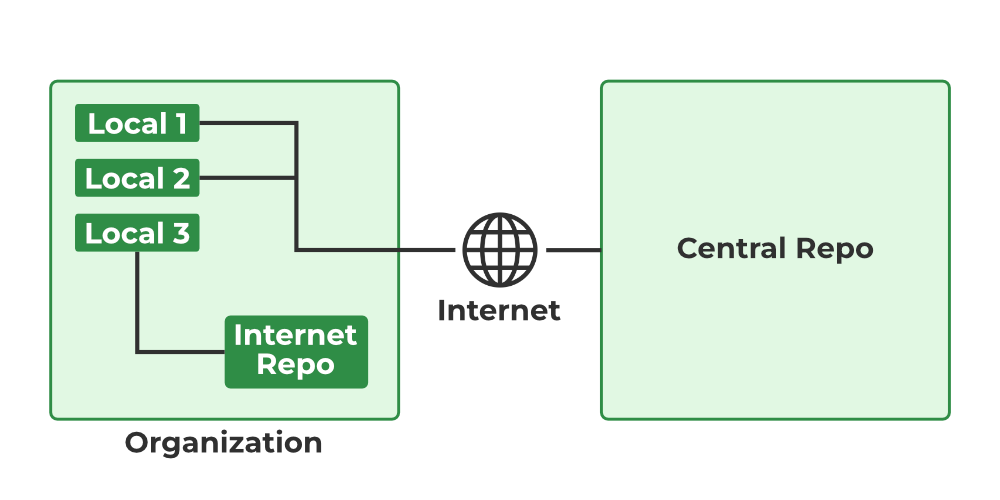 Local 1
Local 2
Local 3
Internet
Repo
Organization
Internet
Central Repo